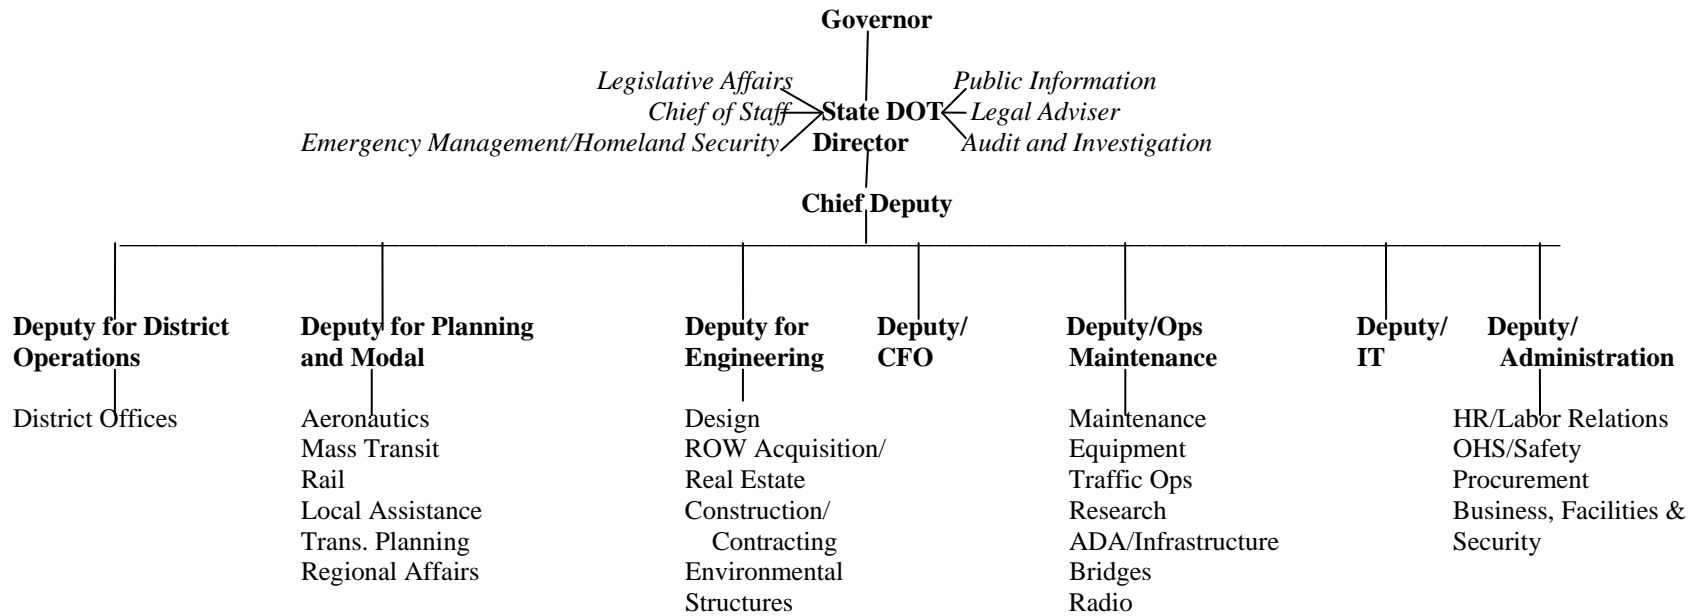 Governor
Legislative Affairs Public Information
Chief of Staff State DOT Legal Adviser
Emergency Management/Homeland Security Director Audit and Investigation
Chief Deputy
Deputy for District Deputy for Planning Deputy for Deputy/ Deputy/Ops Deputy/ Deputy/
Operations and Modal Engineering CFO Maintenance IT Administration
District Offices Aeronautics Design Maintenance HR/Labor Relations
Mass Transit ROW Acquisition/ Equipment OHS/Safety
Rail Real Estate Traffic Ops Procurement
Local Assistance Construction/ Research Business, Facilities &
Trans. Planning Contracting ADA/Infrastructure Security
Regional Affairs Environmental Bridges
Structures Radio